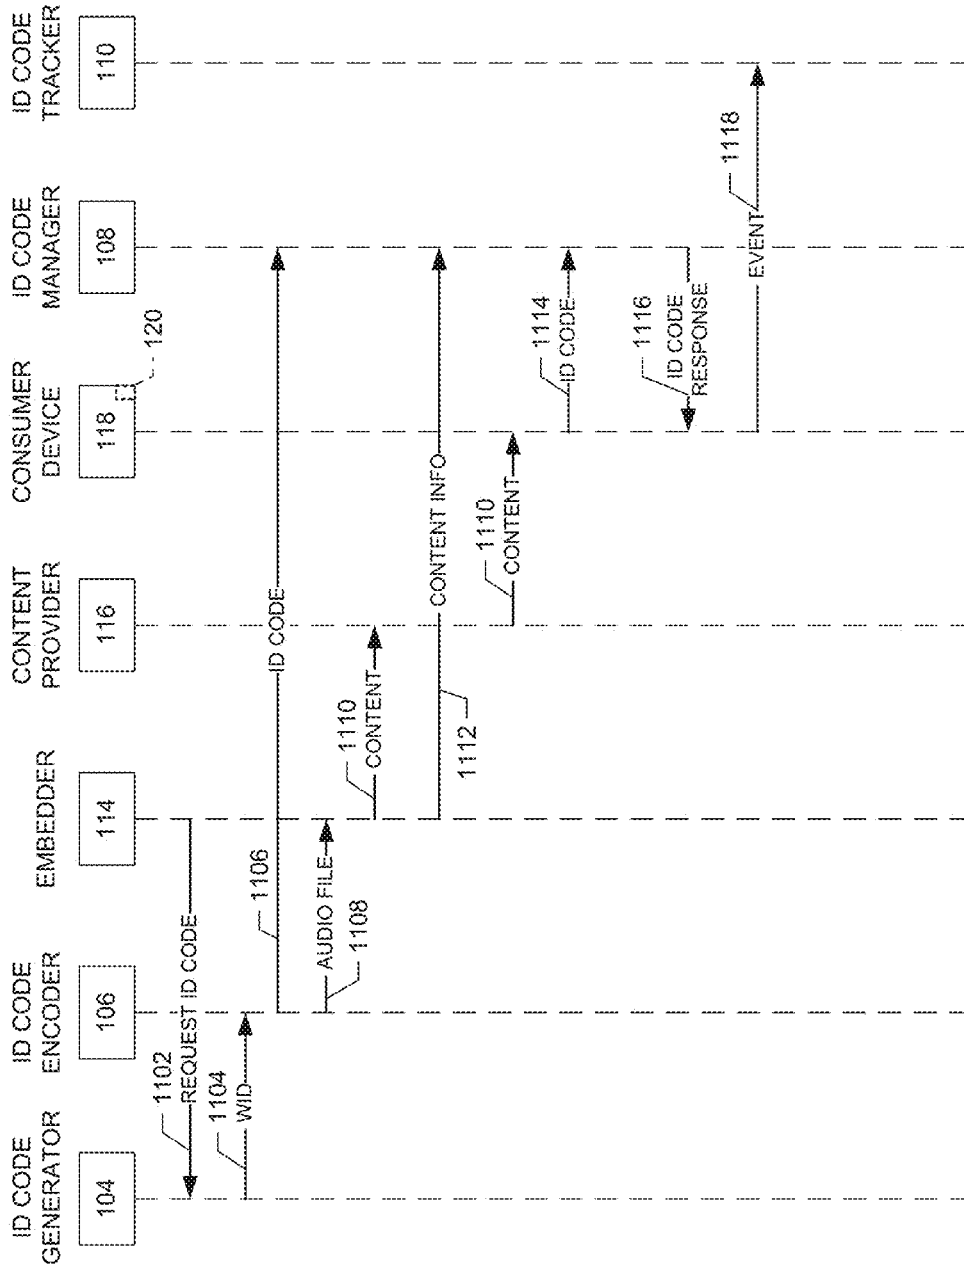 ID CODE
GENERATOR
104
ID CODE
ENCODER
106
EMBEDDER
114
CONTENT
PROVIDER
116
CONSUMER
DEVICE
118
120
ID CODE
MANAGER
108
ID CODE
TRACKER
110
1102
REQUEST ID CODE
1104
WID
1106
ID CODE
AUDIO FILE
1108
1110
CONTENT
CONTENT INFO
1112
1110
CONTENT
1114
ID CODE
1116
ID CODE
RESPONSE
1118
EVENT